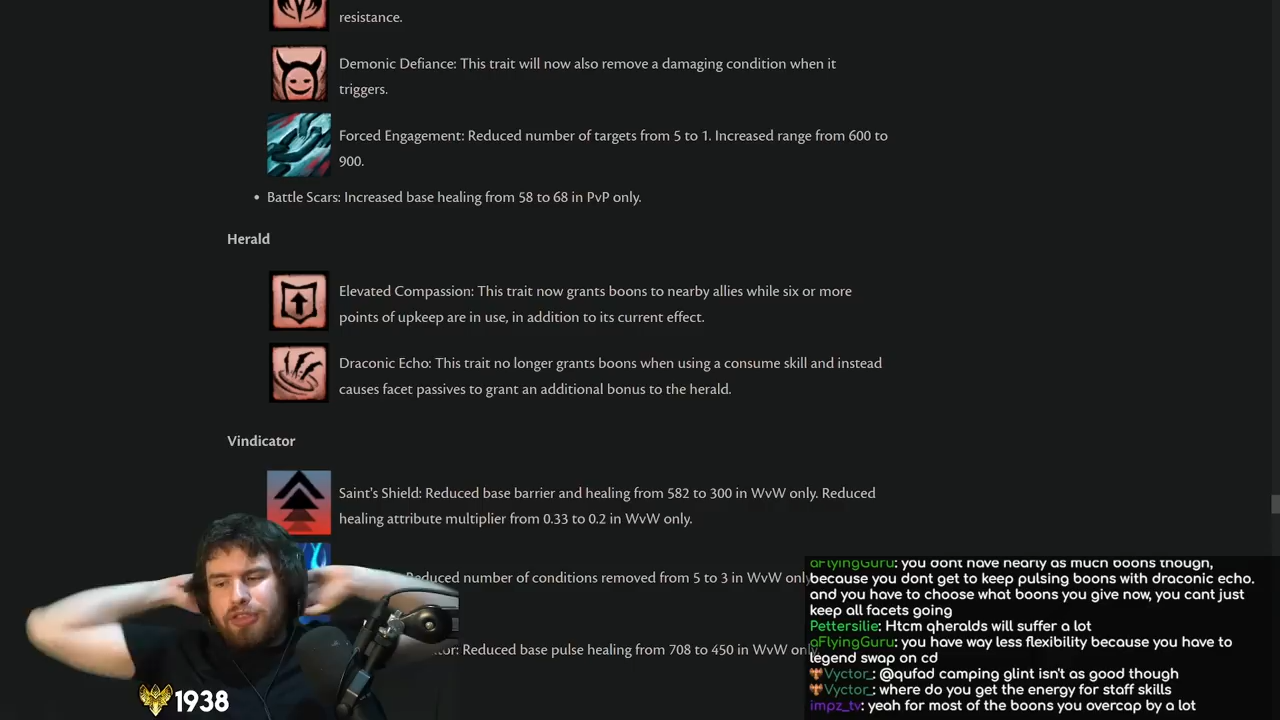 resistance.
Demonic Defiance: This trait will now also remove a damaging condition when it
triggers.
Forced Engagement: Reduced number of targets from 5 to 1. Increased range from 600 to
900.
• Battle Scars: Increased base healing from 58 to 68 in PvP only.
Herald
Elevated Compassion: This trait now grants boons to nearby allies while six or more
points of upkeep are in use, in addition to its current effect.
Draconic Echo: This trait no longer grants boons when using a consume skill and instead
causes facet passives to grant an additional bonus to the herald.
Vindicator
Saint's Shield: Reduced base barrier and healing from 582 to 300 in WvW only. Reduced
healing attribute multiplier from 0.33 to 0.2 in WvW only.
Reduced number of conditions removed from 5 to 3 in WvW only
Reduced base pulse healing from 708 to 450 in WvW only
1938
aFlyingGuru: you dont have nearly as much boons though,
because you dont get to keep pulsing boons with draconic echo.
and you have to choose what boons you give now, you cant just
keep all facets going
Pettersilie: Htcm qheralds will suffer a lot
aFlyingGuru: you have way less flexibility because you have to
legend swap on cd
Vyctor_: @qufad camping glint isn't as good though
Vyctor_: where do you get the energy for staff skills
impz_tv: yeah for most of the boons you overcap by a lot